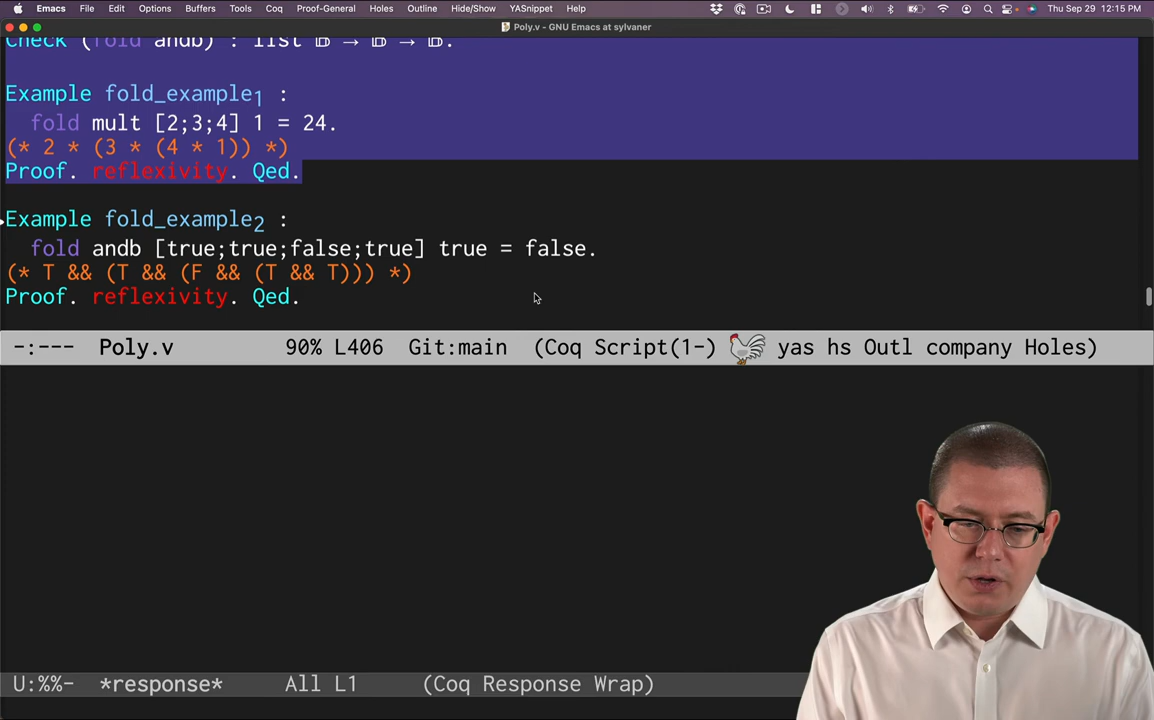 Emacs File Edit Options Buffers Tools Coq Proof-General Holes Outline Hide/Show YASnippet Help Thu Sep 29 12:15 PM
Poly.v - GNU Emacs at sylvaner
Check (fold andb) : list 𝔹 → 𝔹 → 𝔹.
Example fold_example1 :
fold mult [2;3;4] 1 = 24.
(* 2 * (3 * (4 * 1)) *)
Proof. reflexivity. Qed.
Example fold_example2 :
fold andb [true;true;false;true] true = false.
(* T && (T && (F && (T && T))) *)
Proof. reflexivity. Qed.
-:--- Poly.v 90% L406 Git:main (Coq Script(1-) yas hs Outl company Holes)
U:%%- *response* All L1 (Coq Response Wrap)